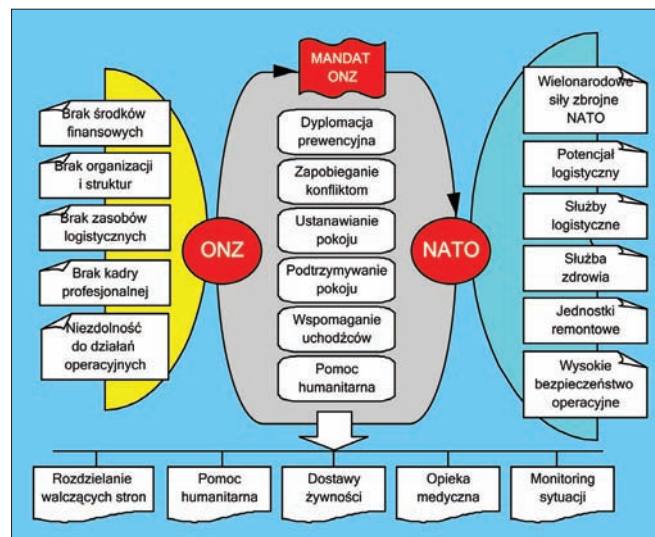 MANDAT
ONZ
Brak środków
finansowych
Brak organizacji
i struktur
Brak zasobów
logistycznych
Brak kadry
profesjonalnej
Niezdolność
do działań
operacyjnych
ONZ
Dyplomacja
prewencyjna
Zapobieganie
konfliktom
Ustanawianie
pokoju
Podtrzymywanie
pokoju
Wspomaganie
uchodźców
Pomoc
humanitarna
NATO
Wielonarodowe
siły zbrojne
NATO
Potencjał
logistyczny
Służby
logistyczne
Służba
zdrowia
Jednostki
remontowe
Wysokie
bezpieczeństwo
operacyjne
Rozdzielanie
walczących stron
Pomoc
humanitarna
Dostawy
żywności
Opieka
medyczna
Monitoring
sytuacji